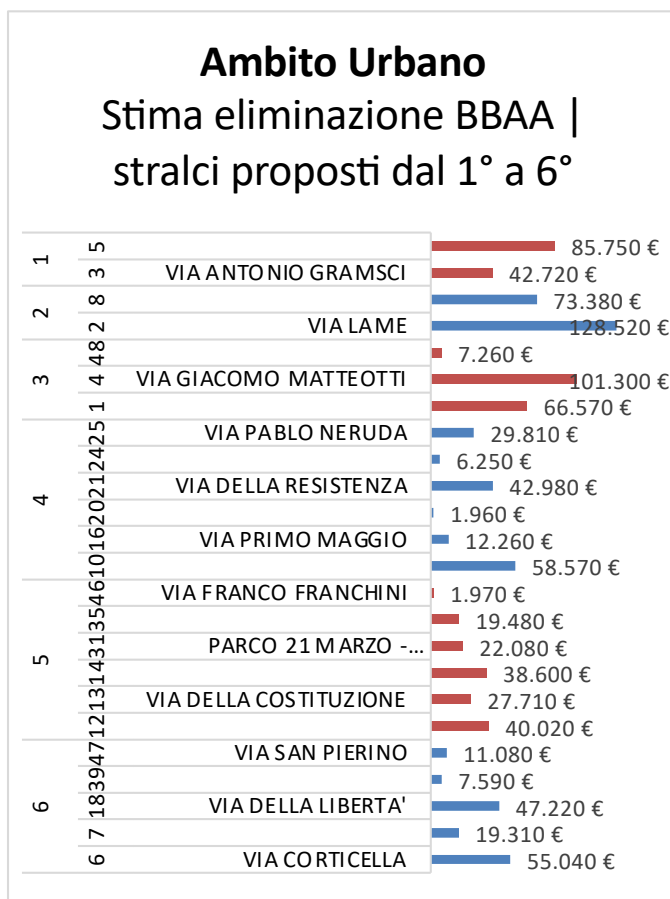 Ambito Urbano
Stima eliminazione BBAA |
stralci proposti dal 1° a 6°
1
5 85.750 €
3 VIA ANTONIO GRAMSCI 42.720 €
2
8 73.380 €
2 VIA LAME 128.520 €
3
48 7.260 €
4 VIA GIACOMO MATTEOTTI 101.300 €
1 66.570 €
4
25 VIA PABLO NERUDA 29.810 €
24 6.250 €
21 VIA DELLA RESISTENZA 42.980 €
20 1.960 €
16 VIA PRIMO MAGGIO 12.260 €
10 58.570 €
5
46 VIA FRANCO FRANCHINI 1.970 €
35 19.480 €
31 PARCO 21 MARZO -... 22.080 €
14 38.600 €
13 VIA DELLA COSTITUZIONE 27.710 €
12 40.020 €
6
47 VIA SAN PIERINO 11.080 €
39 7.590 €
18 VIA DELLA LIBERTA' 47.220 €
7 19.310 €
6 VIA CORTICELLA 55.040 €